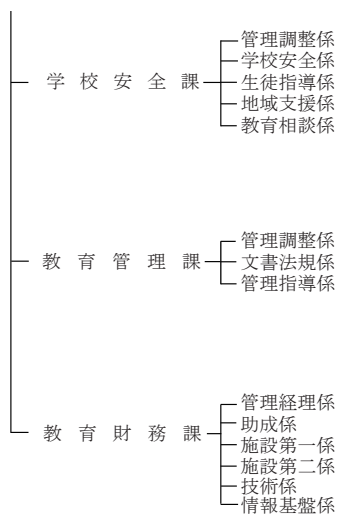 学校安全課
管理調整係
学校安全係
生徒指導係
地域支援係
教育相談係
教育管理課
管理調整係
文書法規係
管理指導係
教育財務課
管理経理係
助成係
施設第一係
施設第二係
技術係
情報基盤係